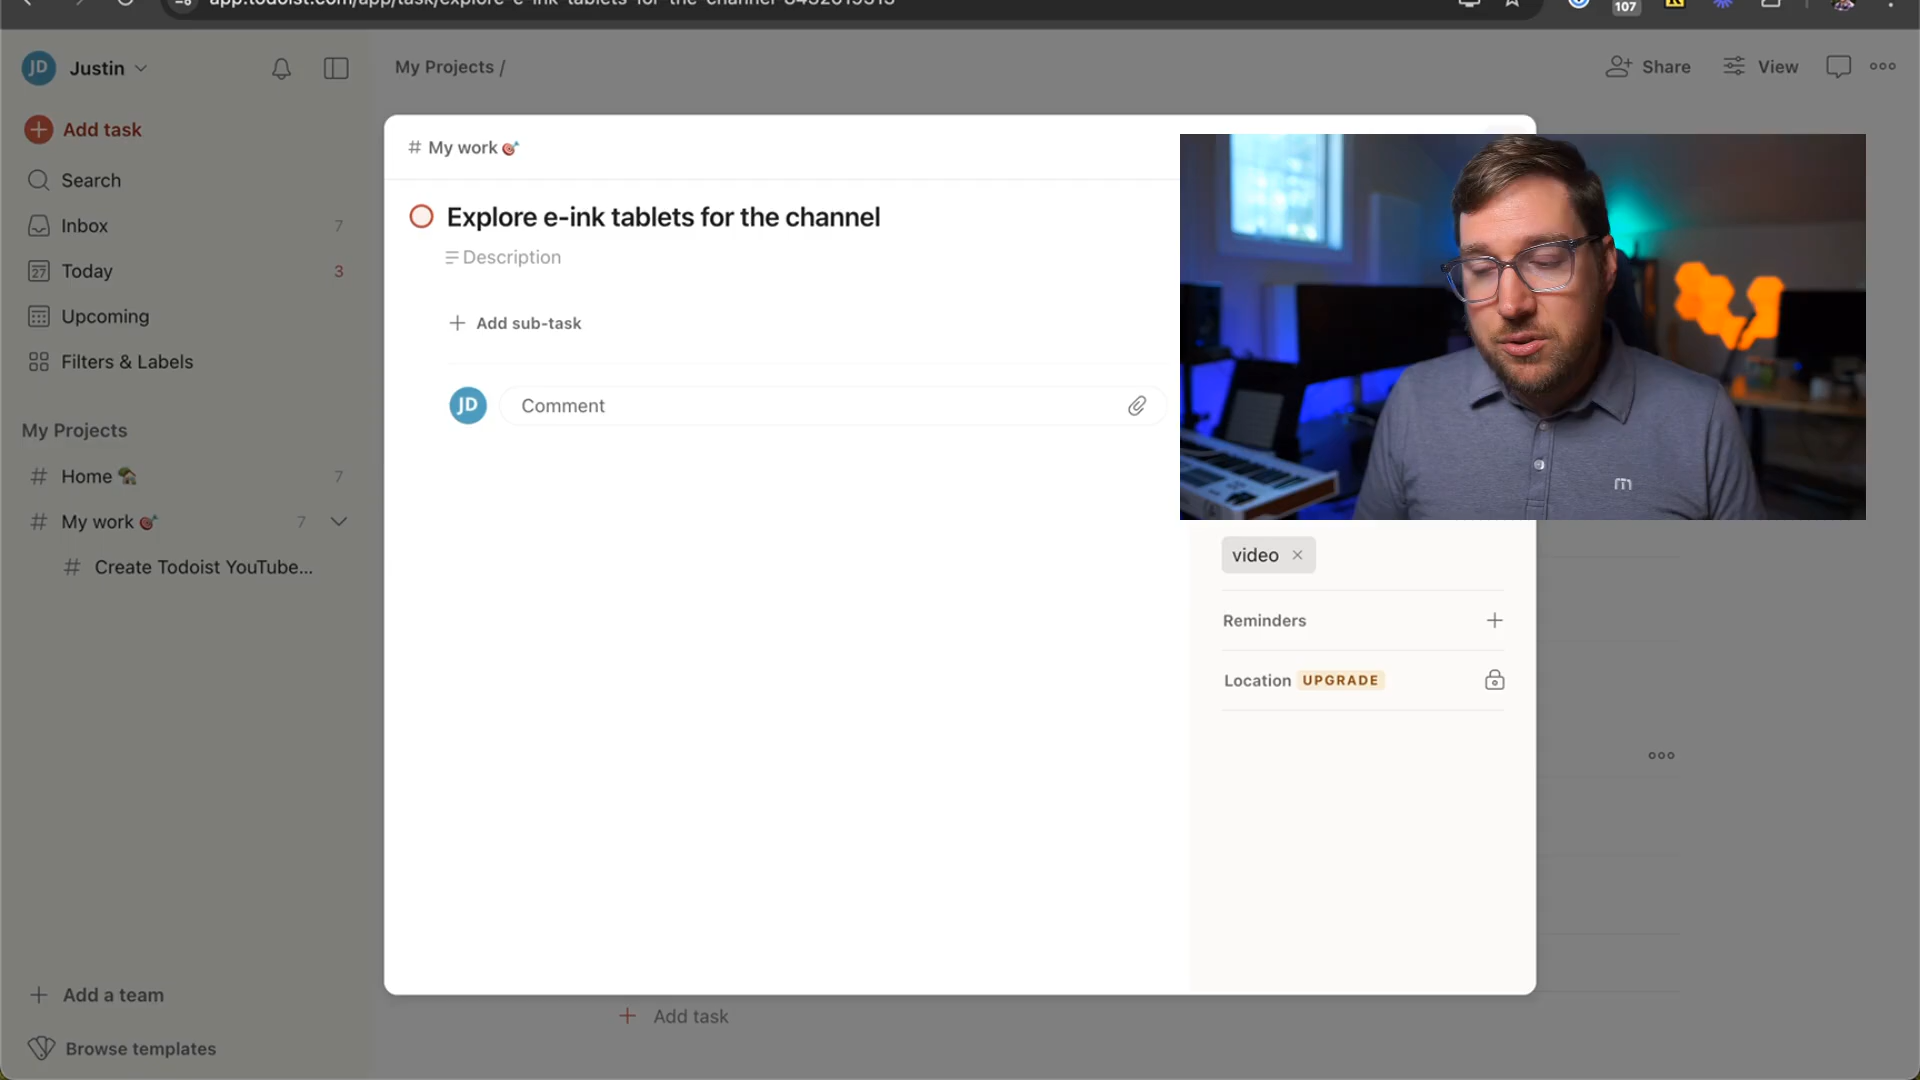 107
JD Justin
My Projects /
Share
View
Add task
Search
Inbox 7
27 Today 3
Upcoming
Filters & Labels
My Projects
# Home 7
# My work 7
# Create Todoist YouTube...
Add a team
Browse templates
# My work
Explore e-ink tablets for the channel
Description
+ Add sub-task
JD Comment
m
video ×
Reminders +
Location UPGRADE
+ Add task